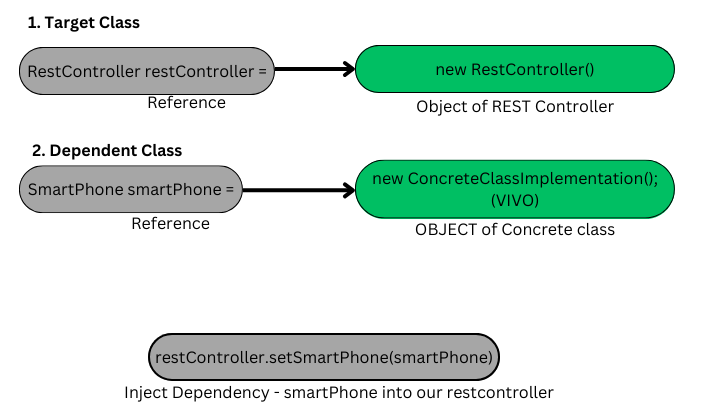 1. Target Class
RestController restController =
new RestController()
Reference
Object of REST Controller
2. Dependent Class
SmartPhone smartPhone =
new ConcreteClassImplementation();
(VIVO)
Reference
OBJECT of Concrete class
restController.setSmartPhone(smartPhone)
Inject Dependency - smartPhone into our restcontroller